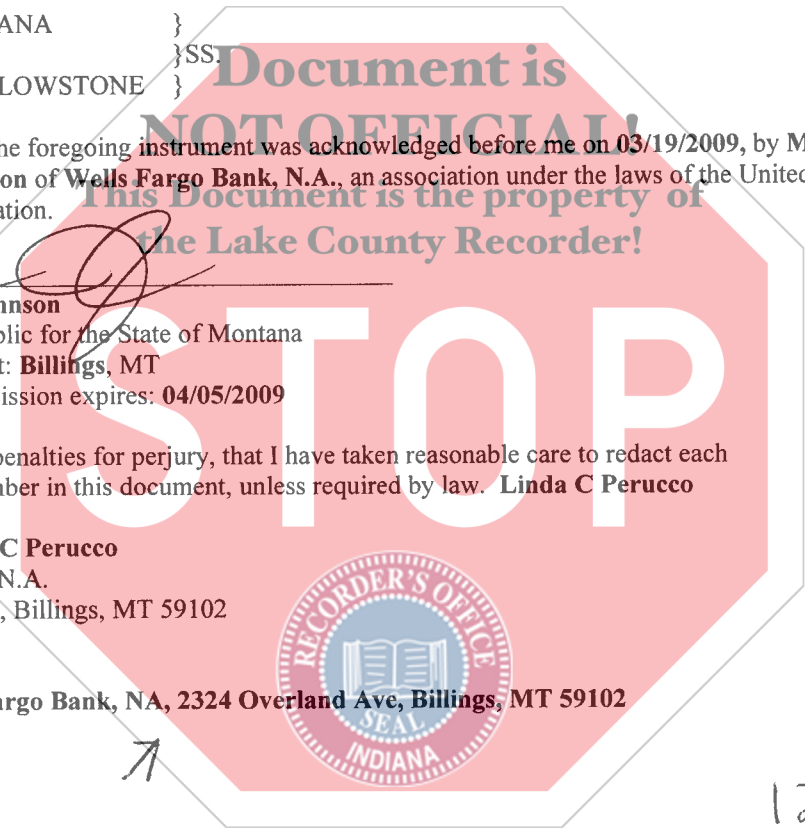 ANA }
}SS.
LOWSTONE }
Document is
NOT OFFICIAL!
This Document is the property of
the Lake County Recorder!
he foregoing instrument was acknowledged before me on 03/19/2009, by M
on of Wells Fargo Bank, N.A., an association under the laws of the United
ation.
nnson
blic for the State of Montana
t: Billings, MT
ission expires: 04/05/2009
STOP
penalties for perjury, that I have taken reasonable care to redact each
nber in this document, unless required by law. Linda C Perucco
C Perucco
N.A.
, Billings, MT 59102
RECORDER'S OFFICE
SEAL
INDIANA
argo Bank, NA, 2324 Overland Ave, Billings, MT 59102
12